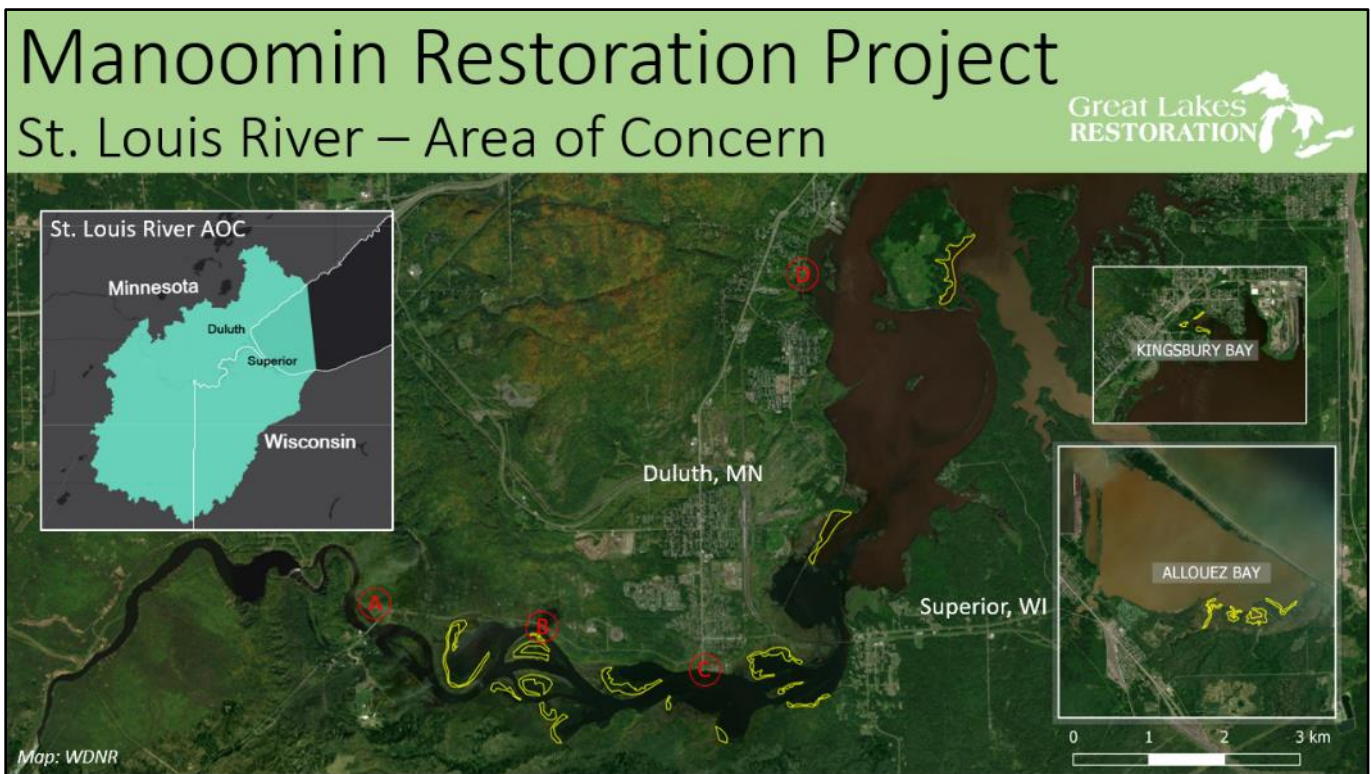 Manoomin Restoration Project
St. Louis River – Area of Concern
Great Lakes
RESTORATION
St. Louis River AOC
Minnesota
Duluth
Superior
Wisconsin
D
KINGSBURY BAY
Duluth, MN
ALLOUEZ BAY
A
Superior, WI
B
C
0 1 2 3 km
Map: WDNR